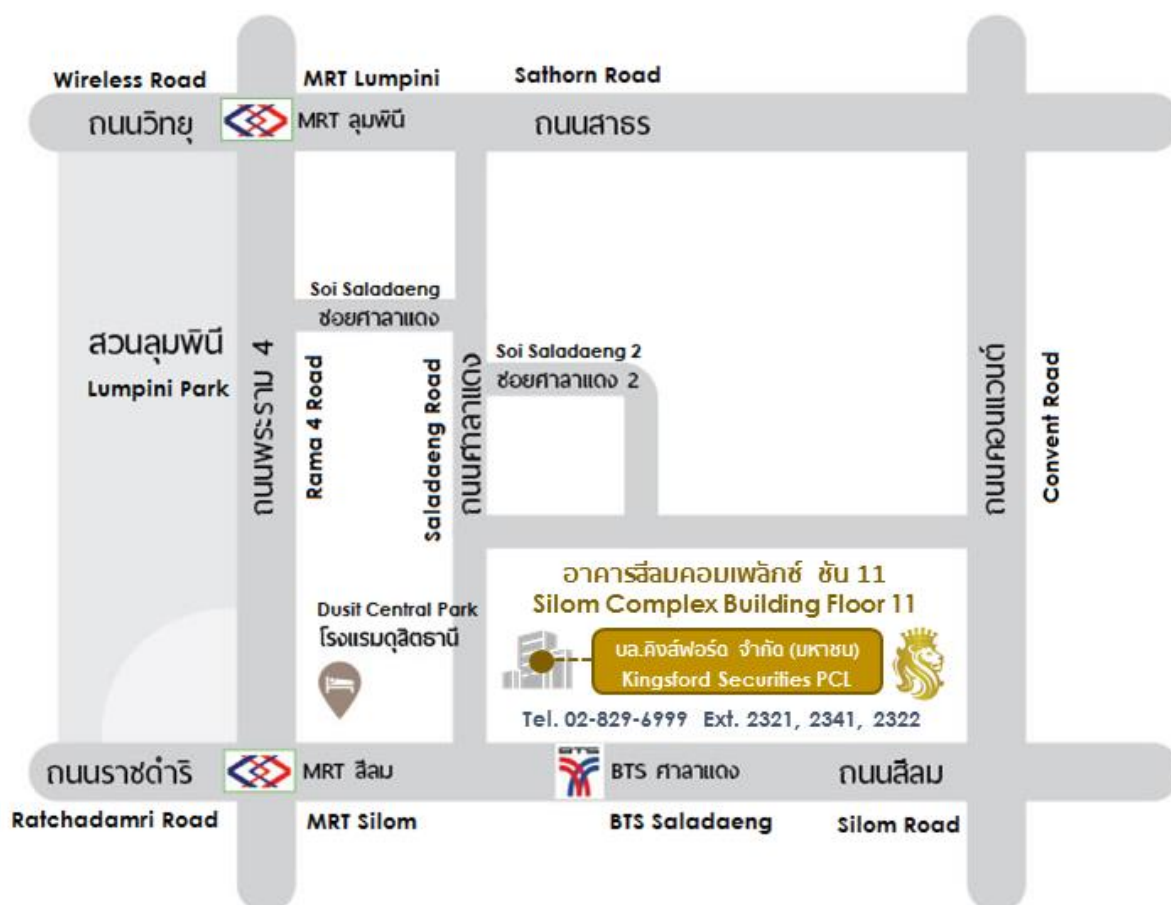 Wireless Road
MRT Lumpini
Sathorn Road
ถนนวิทยุ
MRT ลุมพินี
ถนนสาธร
Soi Saladaeng
ซอยศาลาแดง
สวนลุมพินี
Lumpini Park
ถนนพระราม 4
Rama 4 Road
Saladaeng Road
ถนนศาลาแดง
Soi Saladaeng 2
ซอยศาลาแดง 2
ถนนคอนแวนต์
Convent Road
อาคารสีลมคอมเพล็กซ์ ชั้น 11
Silom Complex Building Floor 11
Dusit Central Park
โรงแรมดุสิตธานี
บล.คิงส์ฟอร์ด จำกัด (มหาชน)
Kingsford Securities PCL
Tel. 02-829-6999 Ext. 2321, 2341, 2322
ถนนราชดำริ
MRT สีลม
BTS
BTS ศาลาแดง
ถนนสีลม
Ratchadamri Road
MRT Silom
BTS Saladaeng
Silom Road